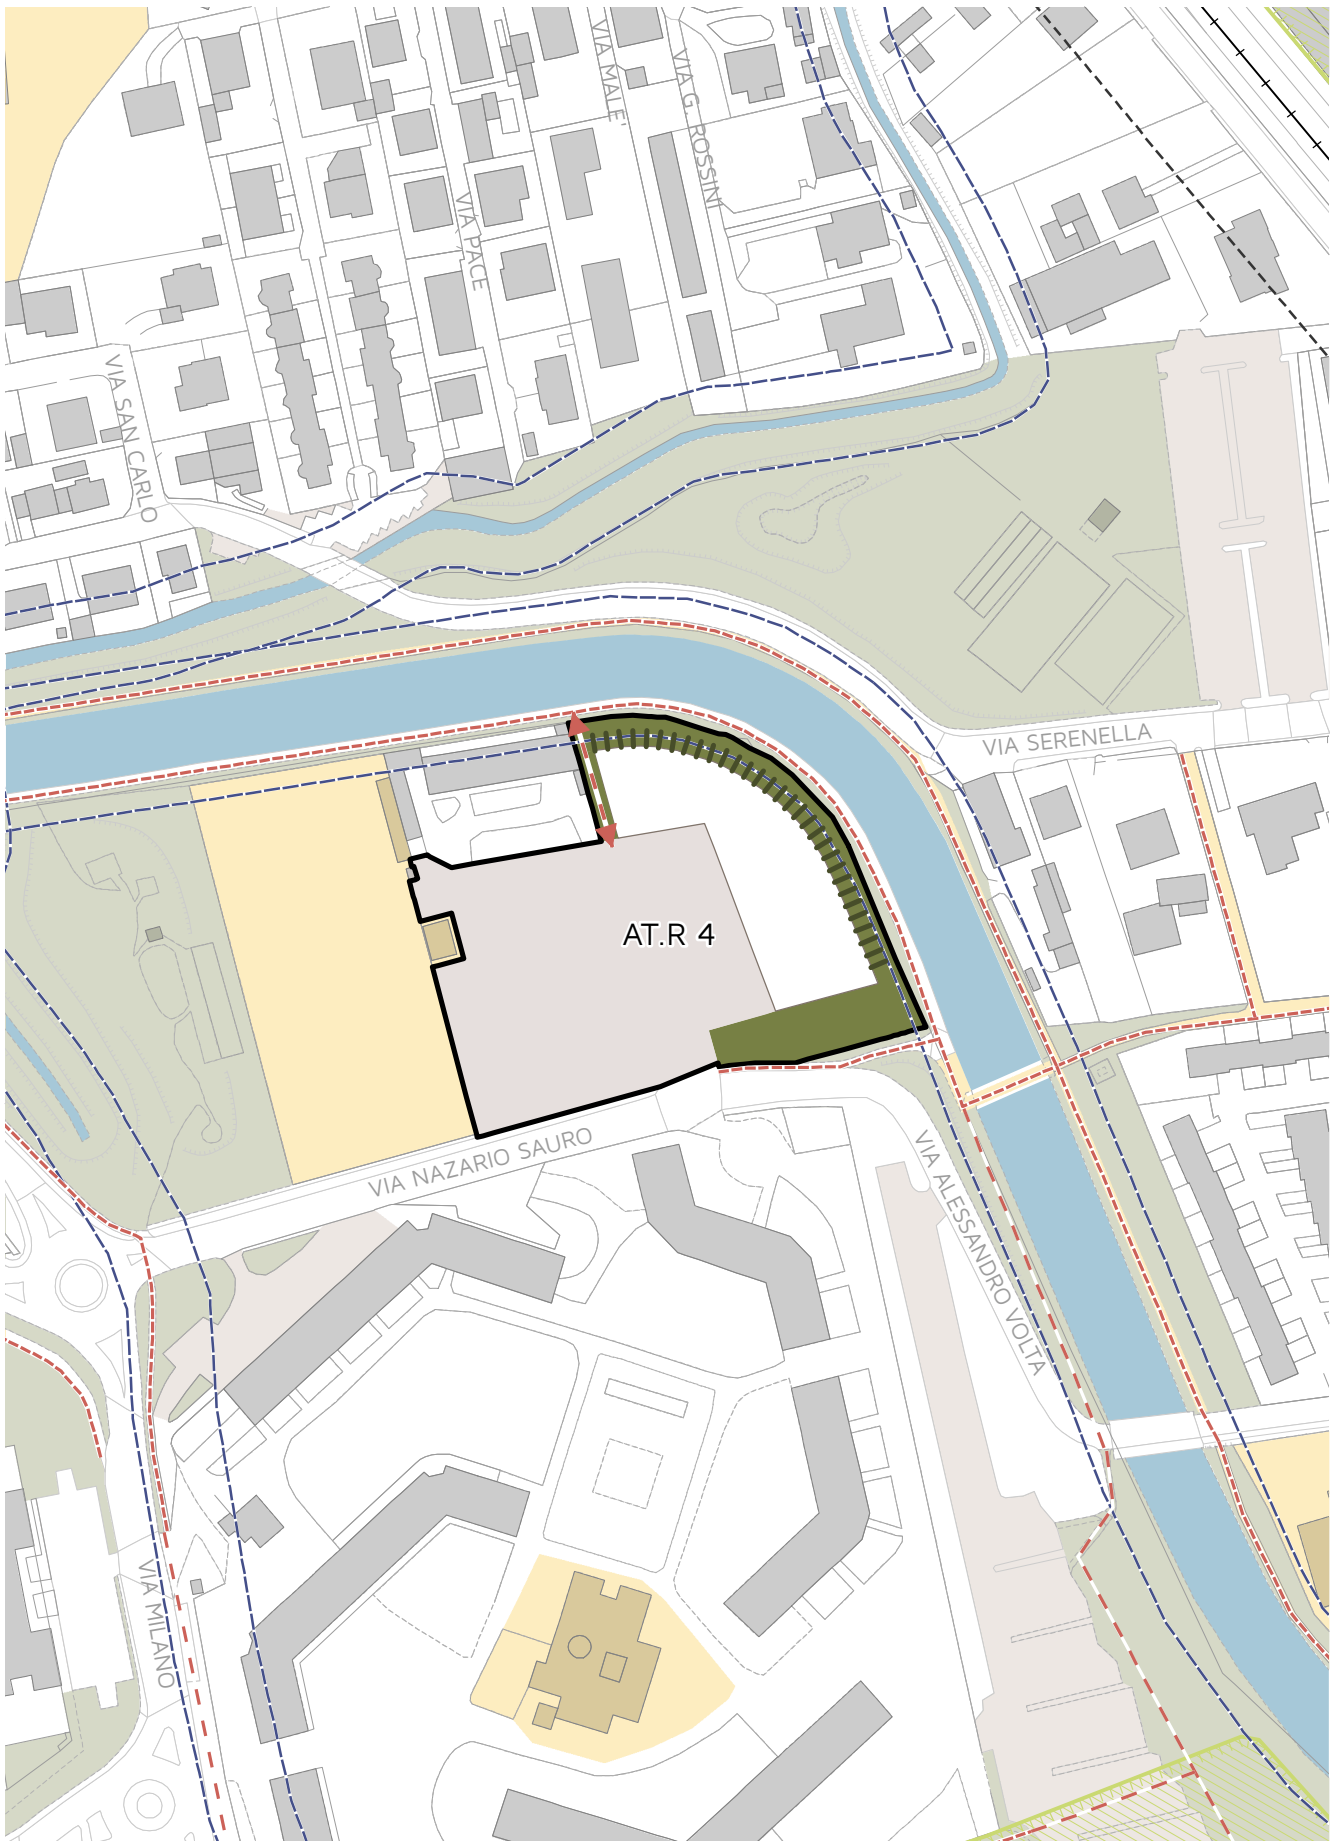 VIA MALE'
VIA G. ROSSINI
VIA PACE
VIA SAN CARLO
VIA SERENELLA
AT.R 4
VIA NAZARIO SAURO
VIA ALESSANDRO VOLTA
VIA MILANO